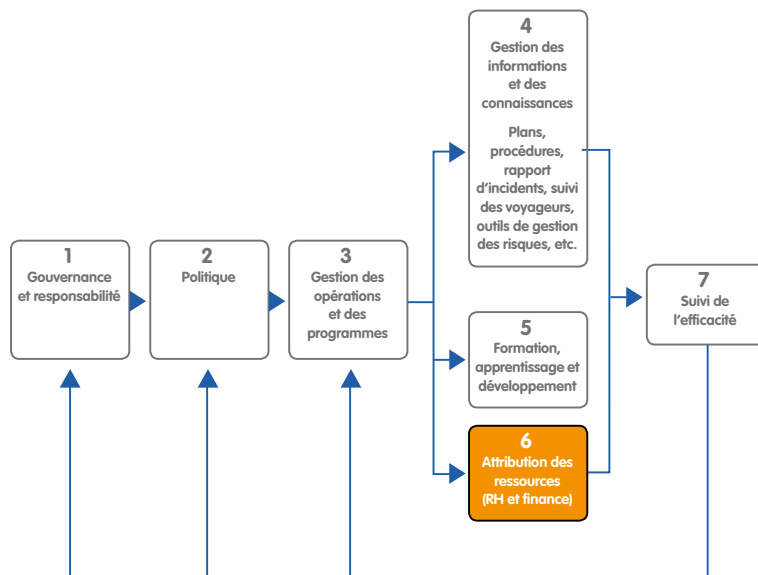 1
Gouvernance
et responsabilité
2
Politique
3
Gestion des
opérations
et des
programmes
4
Gestion des
informations
et des
connaissances
Plans,
procédures,
rapport
d'incidents, suivi
des voyageurs,
outils de gestion
des risques, etc.
5
Formation,
apprentissage et
développement
6
Attribution des
ressources
(RH et finance)
7
Suivi de
l'efficacité